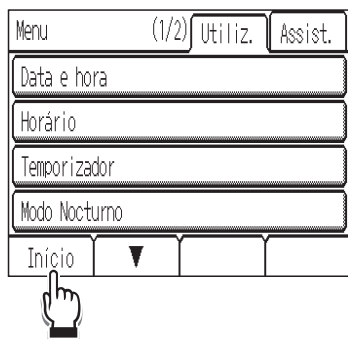 Menu (1/2) Utiliz. Assist.
Data e hora
Horário
Temporizador
Modo Nocturno
Início ▼